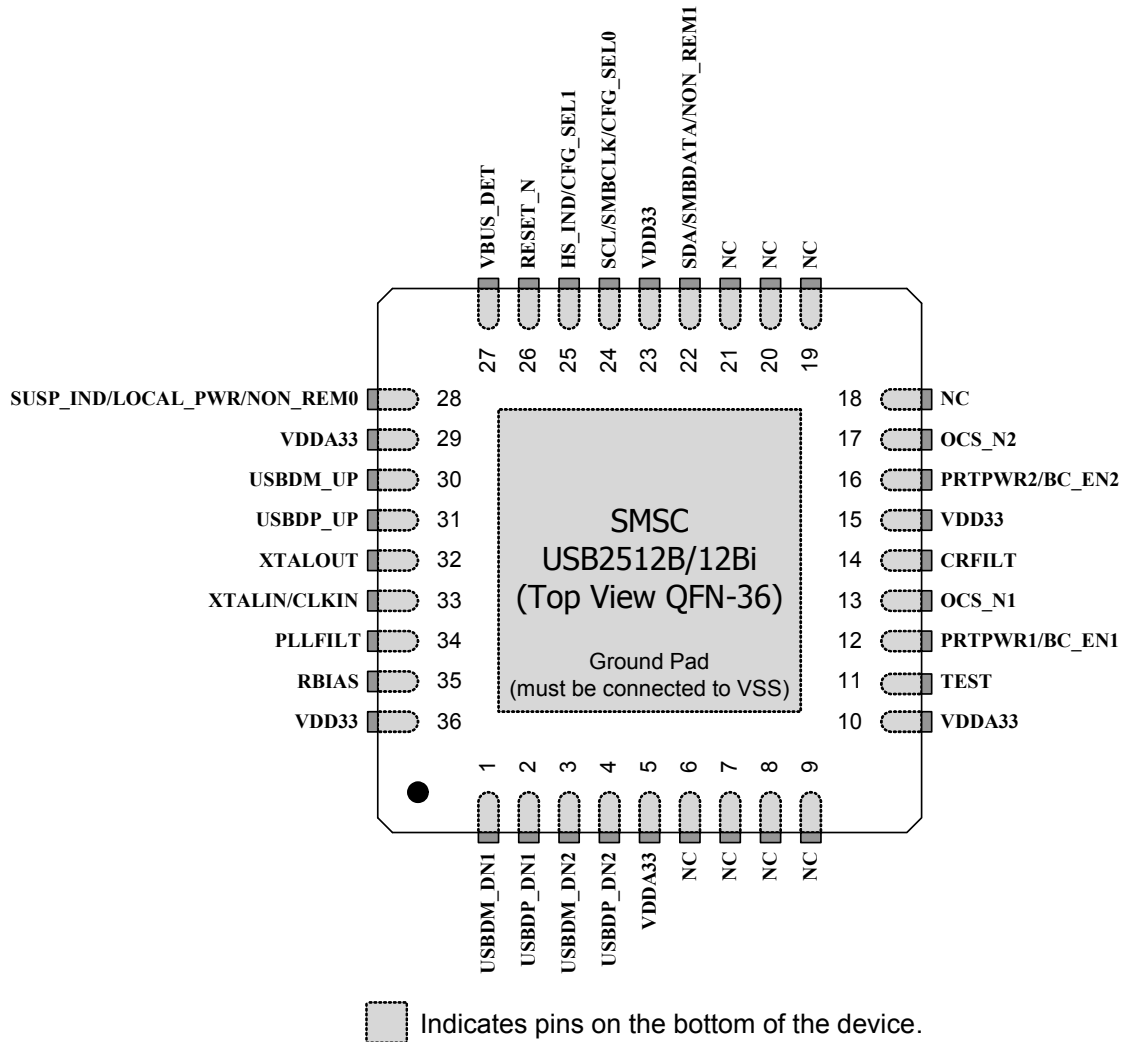 VBUS_DET
RESET_N
HS_IND/CFG_SEL1
SCL/SMBCLK/CFG_SEL0
VDD33
SDA/SMBDATA/NON_REM1
NC
NC
NC
27
26
25
24
23
22
21
20
19
SUSP_IND/LOCAL_PWR/NON_REM0 28
VDDA33 29
USBDM_UP 30
USBDP_UP 31
XTALOUT 32
XTALIN/CLKIN 33
PLLFILT 34
RBIAS 35
VDD33 36
SMSC
USB2512B/12Bi
(Top View QFN-36)
Ground Pad
(must be connected to VSS)
18 NC
17 OCS_N2
16 PRTPWR2/BC_EN2
15 VDD33
14 CRFILT
13 OCS_N1
12 PRTPWR1/BC_EN1
11 TEST
10 VDDA33
1
2
3
4
5
6
7
8
9
USBDM_DN1
USBDP_DN1
USBDM_DN2
USBDP_DN2
VDDA33
NC
NC
NC
NC
Indicates pins on the bottom of the device.